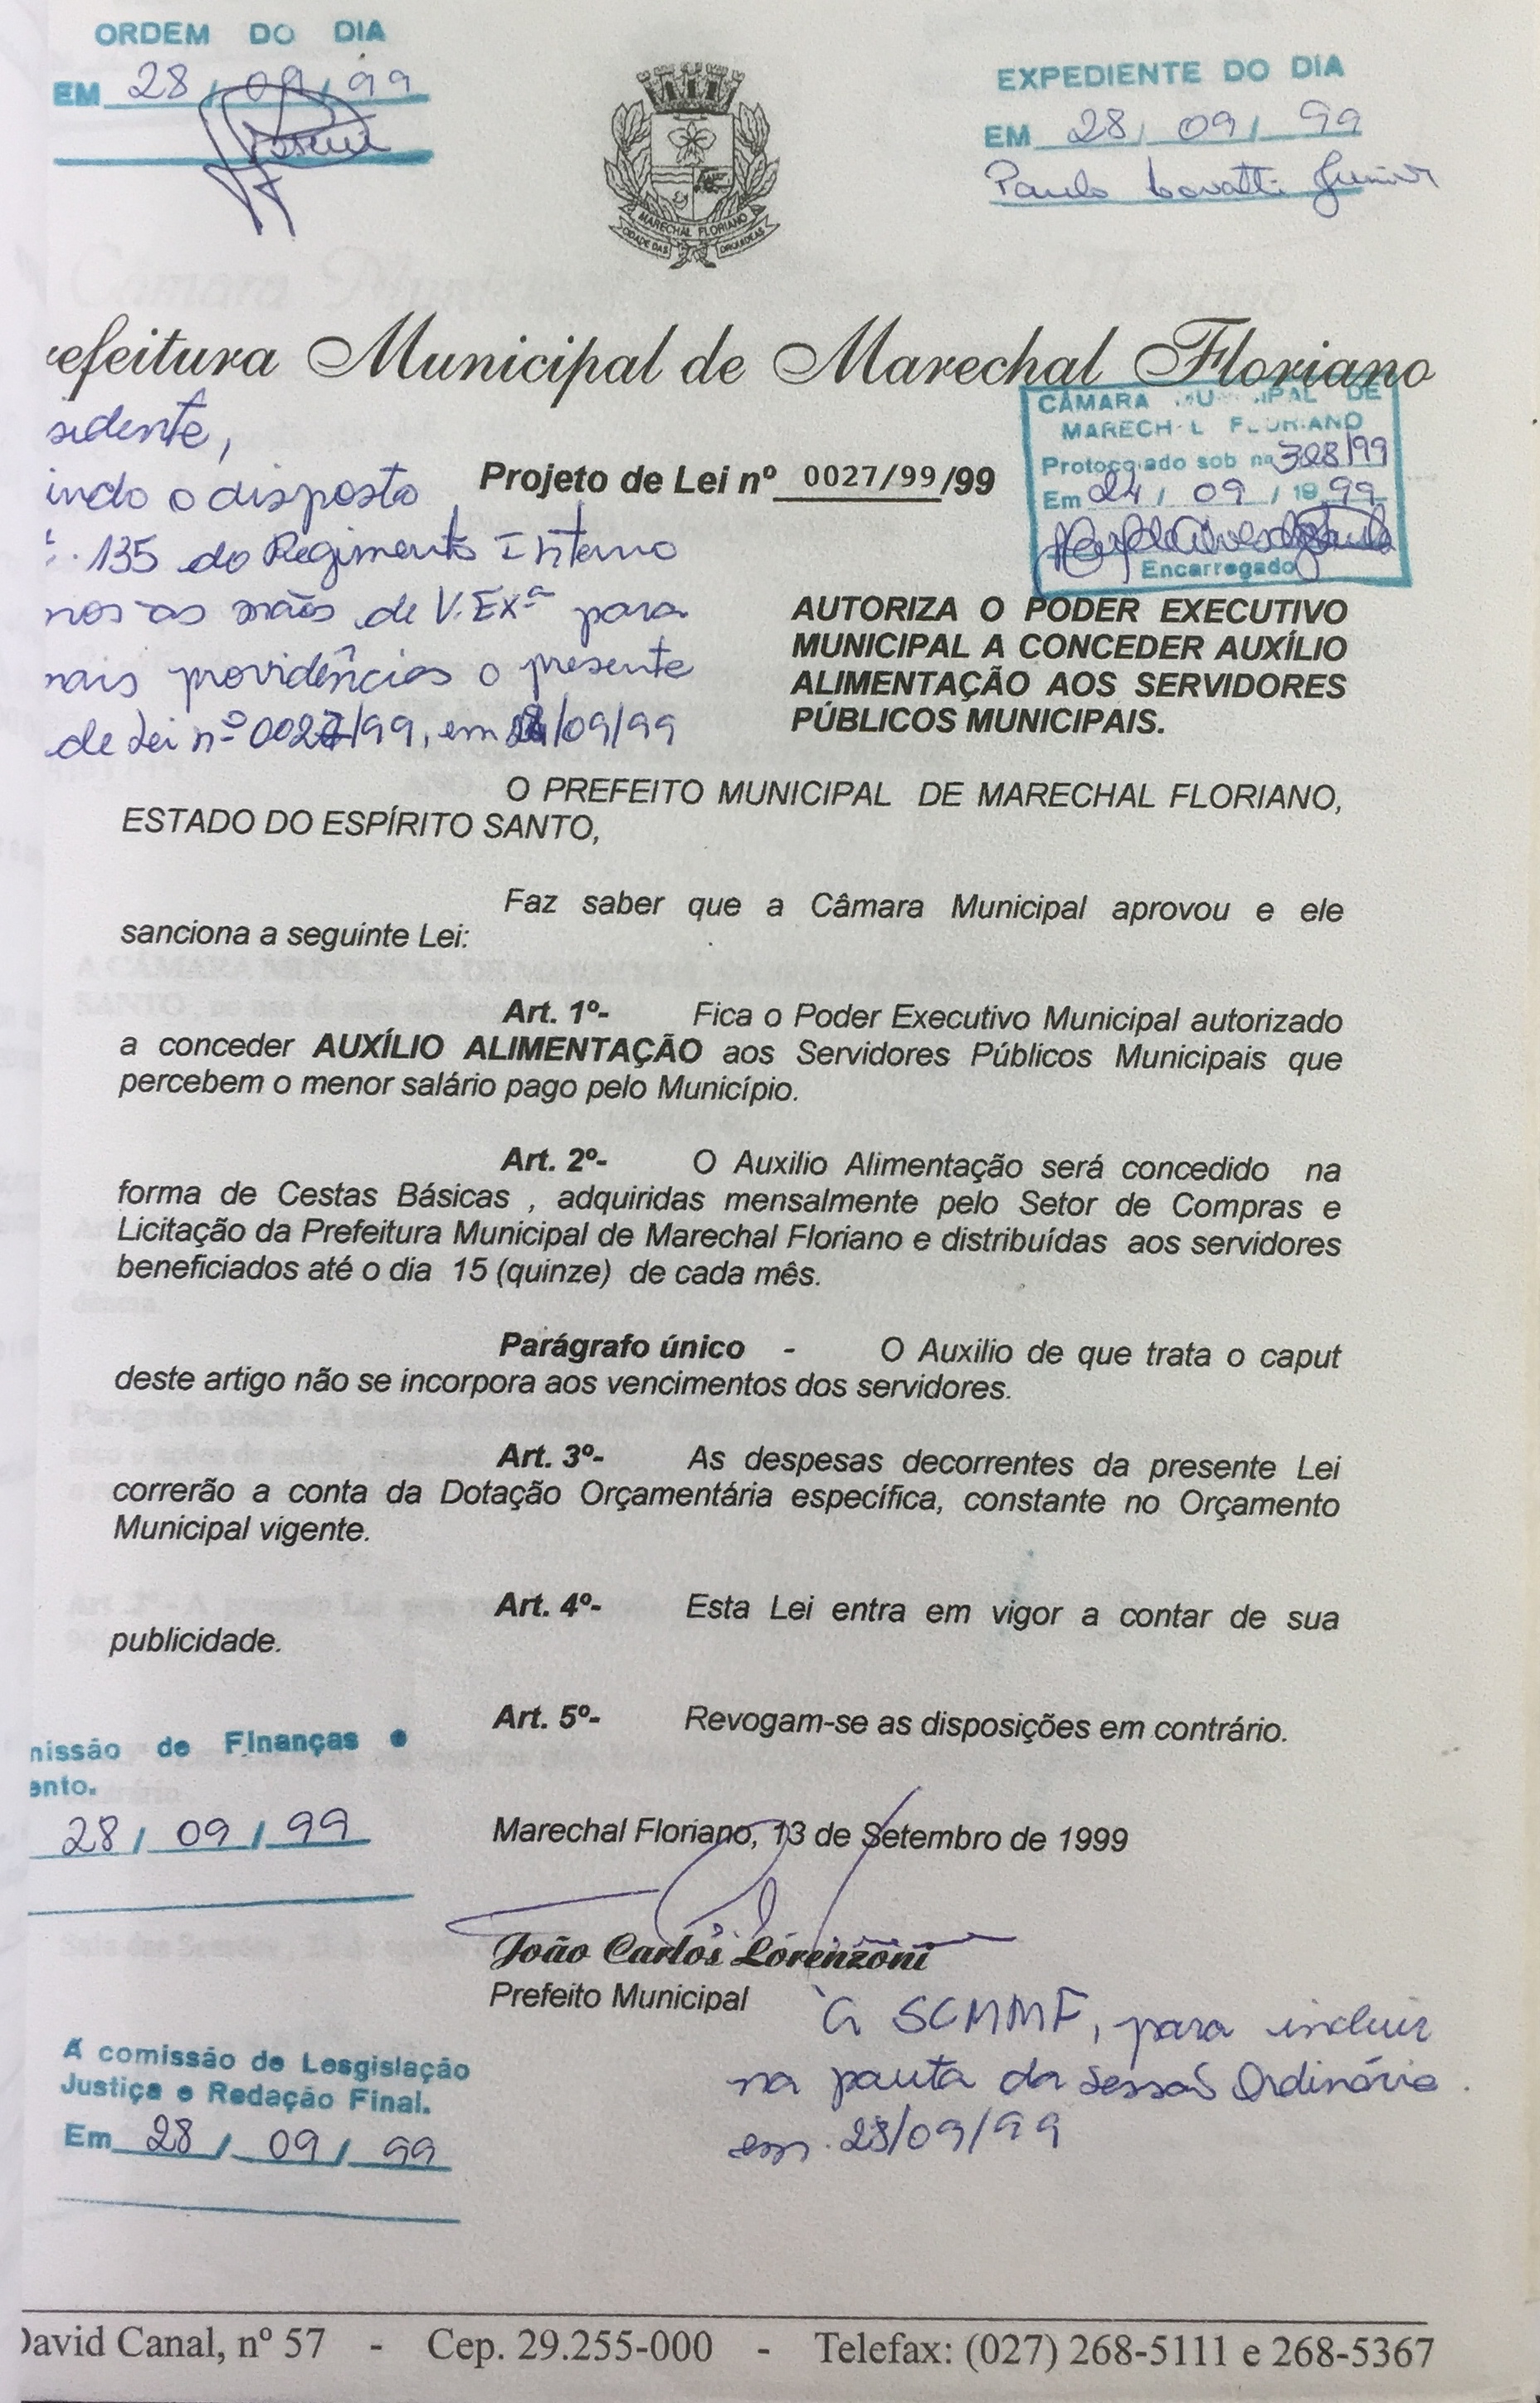 ORDEM DO DIA
EM 28/09/99
EXPEDIENTE DO DIA
EM 28/09/99
Paulo Lovatti Junior
MARECHAL FLORIANO
CIDADE DAS ORQUIDEAS
efeitura Municipal de Marechal Floriano
CÂMARA MU IPAL DE
MARECH L FLORIANO
Protocolado sob nº 328/99
Em 24/09/1999
Encarregado
sidente,
indo o disposto
. 135 do Regimento Interno
nos as mãos de V.Exª para
mais providências o presente
de Lei nº 0027/99, em /09/99
Projeto de Lei nº 0027/99/99
AUTORIZA O PODER EXECUTIVO
MUNICIPAL A CONCEDER AUXÍLIO
ALIMENTAÇÃO AOS SERVIDORES
PÚBLICOS MUNICIPAIS.
O PREFEITO MUNICIPAL DE MARECHAL FLORIANO,
ESTADO DO ESPÍRITO SANTO,
Faz saber que a Câmara Municipal aprovou e ele
sanciona a seguinte Lei:
Art. 1º- Fica o Poder Executivo Municipal autorizado
a conceder AUXÍLIO ALIMENTAÇÃO aos Servidores Públicos Municipais que
percebem o menor salário pago pelo Município.
Art. 2º- O Auxilio Alimentação será concedido na
forma de Cestas Básicas , adquiridas mensalmente pelo Setor de Compras e
Licitação da Prefeitura Municipal de Marechal Floriano e distribuídas aos servidores
beneficiados até o dia 15 (quinze) de cada mês.
Parágrafo único - O Auxilio de que trata o caput
deste artigo não se incorpora aos vencimentos dos servidores.
Art. 3º- As despesas decorrentes da presente Lei
correrão a conta da Dotação Orçamentária específica, constante no Orçamento
Municipal vigente.
Art. 4º- Esta Lei entra em vigor a contar de sua
publicidade.
Art. 5º- Revogam-se as disposições em contrário.
missão de Finanças e
ento.
28/09/99
Marechal Floriano, 13 de Setembro de 1999
João Carlos Lorenzoni
Prefeito Municipal
À SCMMF, para incluir
na pauta da Sessão Ordinária.
em 28/09/99
A comissão de Lesgislação
Justiça e Redação Final.
Em 28/09/99
David Canal, nº 57 - Cep. 29.255-000 - Telefax: (027) 268-5111 e 268-5367